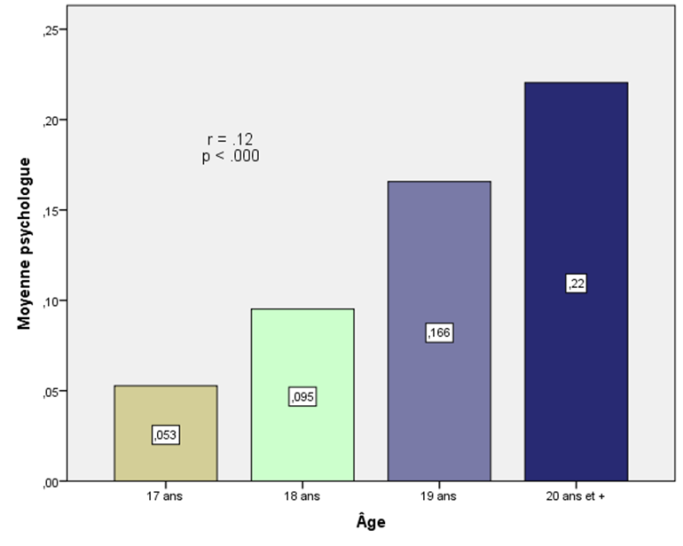 ,25
,20
,15
,10
,05
,00
Moyenne psychologue
r = .12
p < .000
,053
,095
,166
,22
17 ans
18 ans
19 ans
20 ans et +
Âge